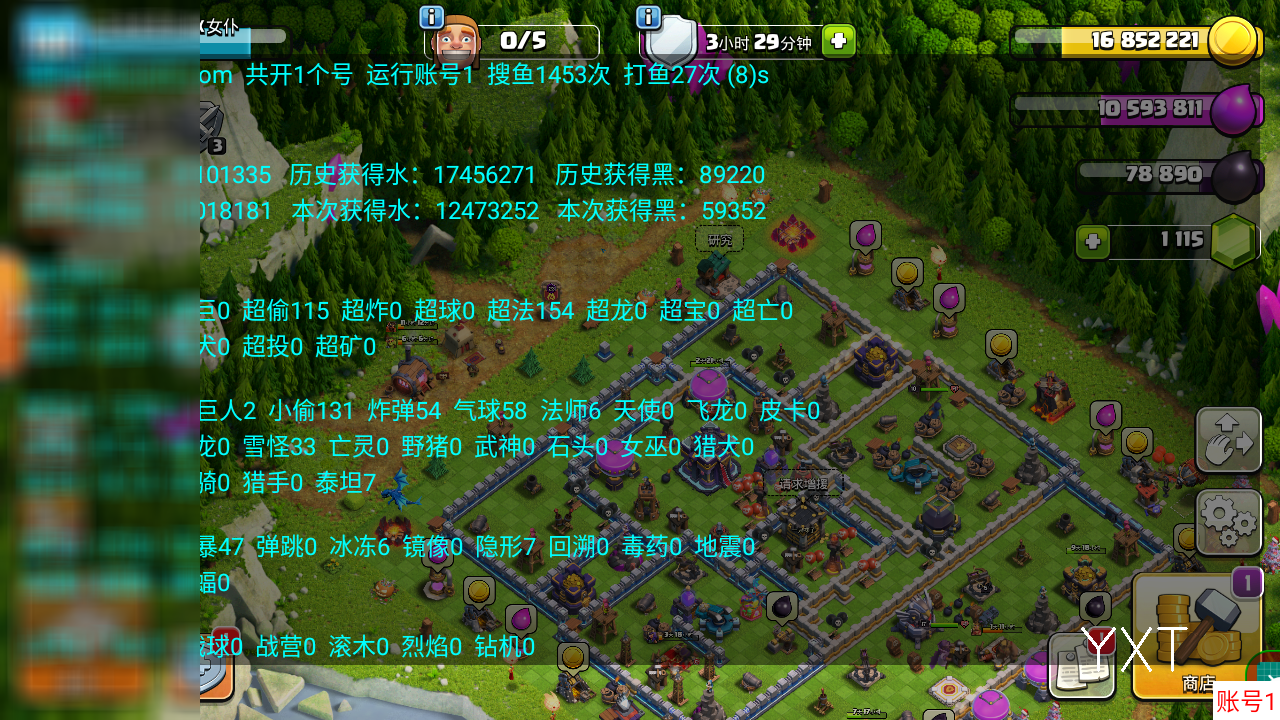 女仆
0/5
3小时 29分钟
16 852 221
om 共开1个号 运行账号1 搜鱼1453次 打鱼27次 (8)s
10 593 811
3
78 890
101335 历史获得水：17456271 历史获得黑：89220
018181 本次获得水：12473252 本次获得黑：59352
研究
1 115
巨0 超偷115 超炸0 超球0 超法154 超龙0 超宝0 超亡0
犬0 超投0 超矿0
巨人2 小偷131 炸弹54 气球58 法师6 天使0 飞龙0 皮卡0
龙0 雪怪33 亡灵0 野猪0 武神0 石头0 女巫0 猎犬0
骑0 猎手0 泰坦7
请求增援
暴47 弹跳0 冰冻6 镜像0 隐形7 回溯0 毒药0 地震0
蝠0
1
球0 战营0 滚木0 烈焰0 钻机0
YXT
商店
账号1